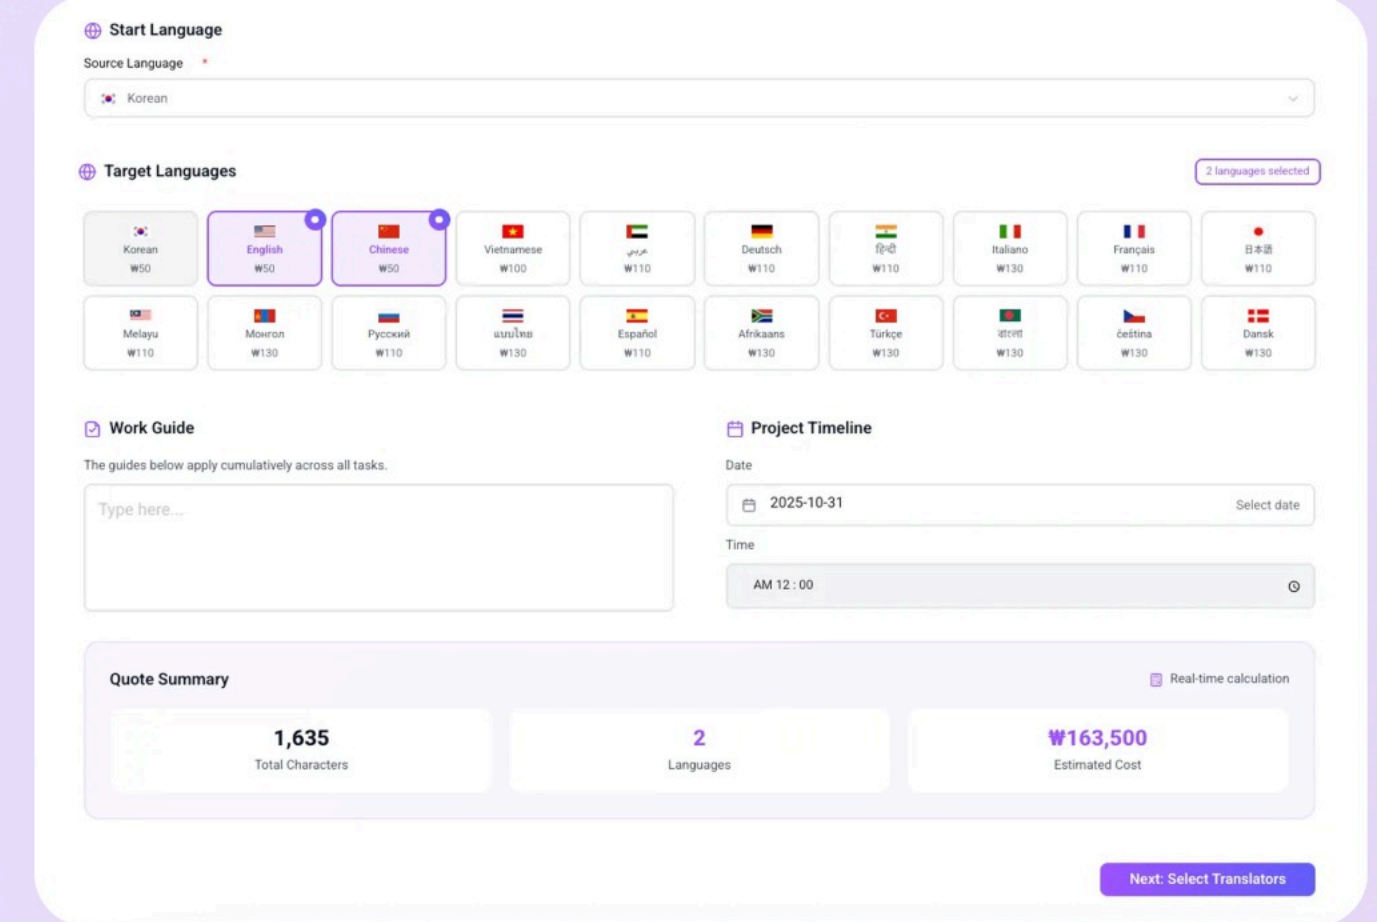 Start Language
Source Language *
Korean
Target Languages
2 languages selected
Korean
₩50
English
₩50
Chinese
₩50
Vietnamese
₩100
عربي
₩110
Deutsch
₩110
हिन्दी
₩110
Italiano
₩130
Français
₩110
日本語
₩110
Melayu
₩110
Монгол
₩130
Русский
₩110
แบบไทย
₩130
Español
₩110
Afrikaans
₩130
Türkçe
₩130
বাংলা
₩130
čeština
₩130
Dansk
₩130
Work Guide
The guides below apply cumulatively across all tasks.
Type here...
Project Timeline
Date
2025-10-31 Select date
Time
AM 12 : 00
Quote Summary
Real-time calculation
1,635
Total Characters
2
Languages
₩163,500
Estimated Cost
Next: Select Translators